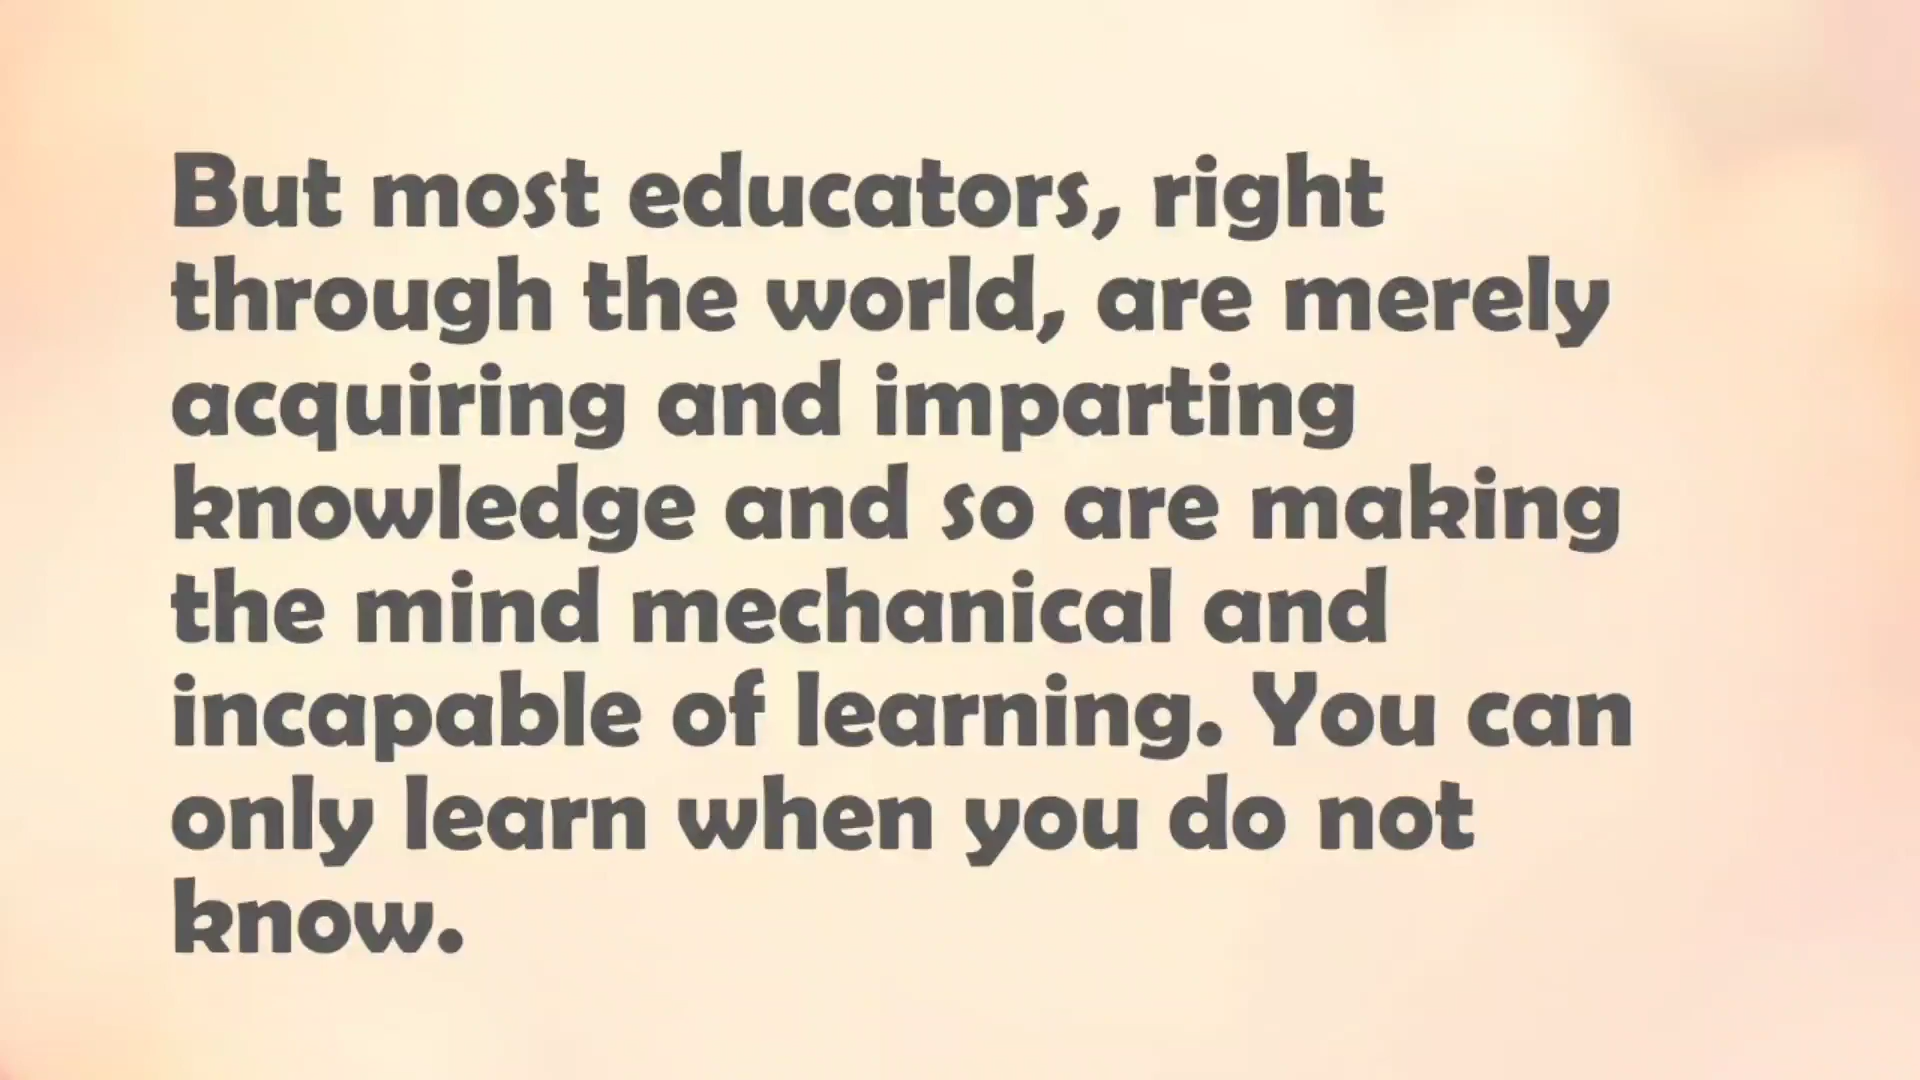 But most educators, right
through the world, are merely
acquiring and imparting
knowledge and so are making
the mind mechanical and
incapable of learning. You can
only learn when you do not
know.